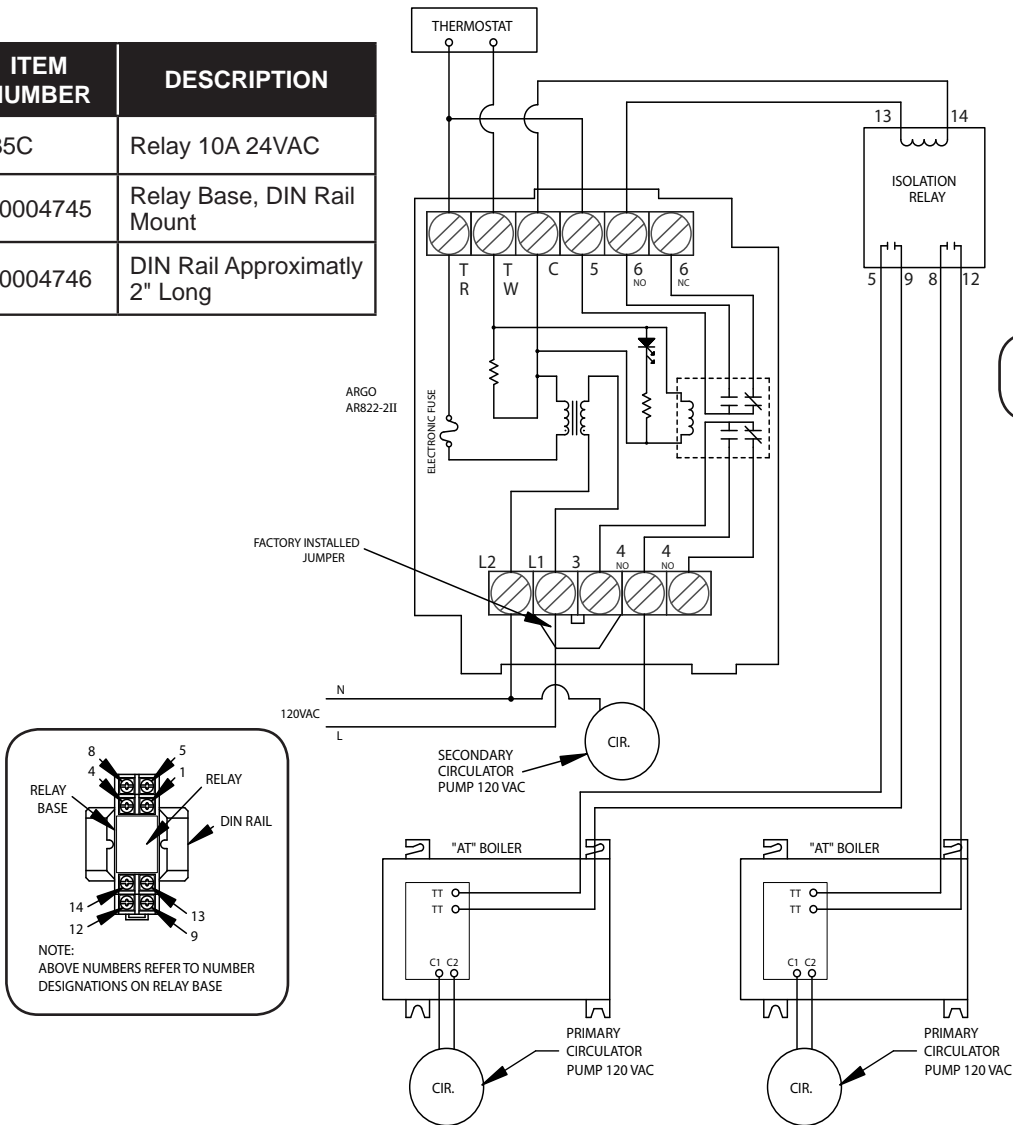 THERMOSTAT
ITEM
DESCRIPTION
Relay 10A 24VAC
Relay Base, DIN Rail
Mount
DIN Rail Approximatly
2" Long
13
14
ISOLATION
RELAY
5
9
8
12
T
R
T
W
C
5
6
NO
6
NC
ARGO
AR822-2II
ELECTRONIC FUSE
FACTORY INSTALLED
JUMPER
L2
L1
3
4
NO
4
NO
N
120VAC
L
CIR.
SECONDARY
CIRCULATOR
PUMP 120 VAC
8
5
4
1
RELAY
BASE
RELAY
DIN RAIL
14
13
12
9
NOTE:
ABOVE NUMBERS REFER TO NUMBER
DESIGNATIONS ON RELAY BASE
"AT" BOILER
TT
TT
C1 C2
PRIMARY
CIRCULATOR
PUMP 120 VAC
CIR.
"AT" BOILER
TT
TT
C1 C2
PRIMARY
CIRCULATOR
PUMP 120 VAC
CIR.